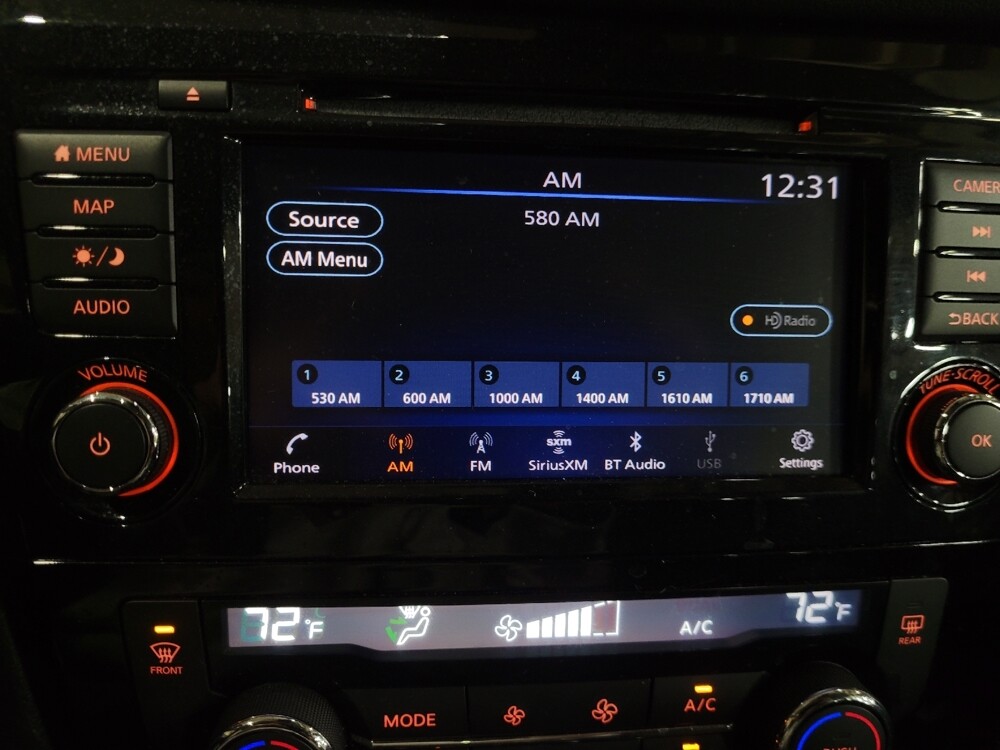 MENU
MAP
AUDIO
VOLUME
AM
12:31
Source
580 AM
AM Menu
HD Radio
1
530 AM
2
600 AM
3
1000 AM
4
1400 AM
5
1610 AM
6
1710 AM
Phone
AM
FM
sxm
SiriusXM
BT Audio
USB
Settings
CAMER
BACK
TUNE·SCROLL
OK
72°F
A/C
72°F
FRONT
REAR
MODE
A/C